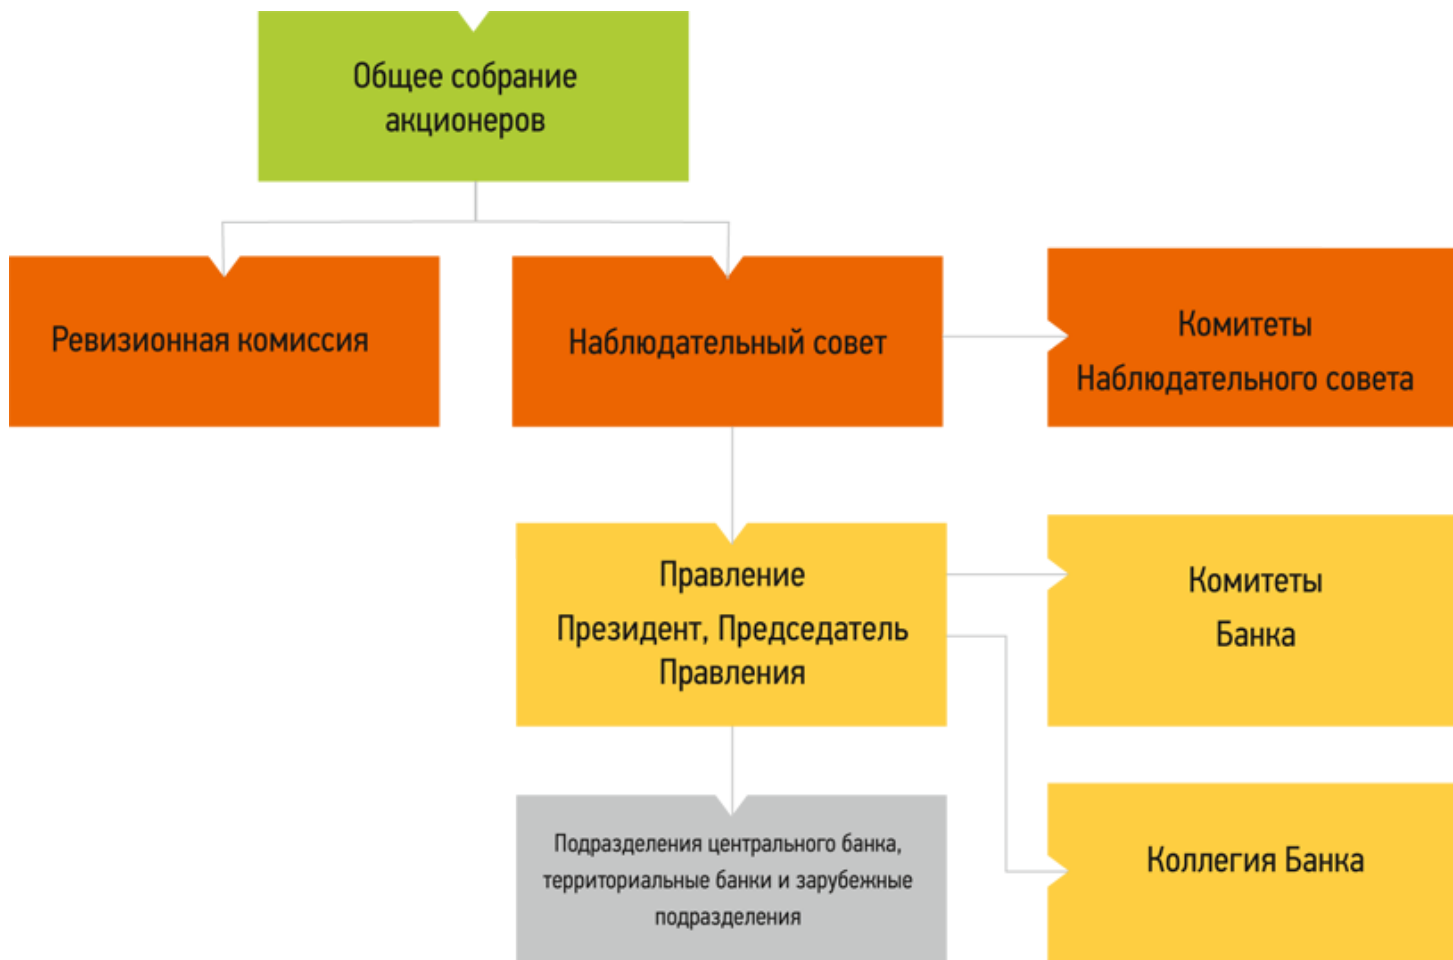 Общее собрание
акционеров
Ревизионная комиссия
Наблюдательный совет
Комитеты
Наблюдательного совета
Правление
Президент, Председатель
Правления
Комитеты
Банка
Подразделения центрального банка,
территориальные банки и зарубежные
подразделения
Коллегия Банка